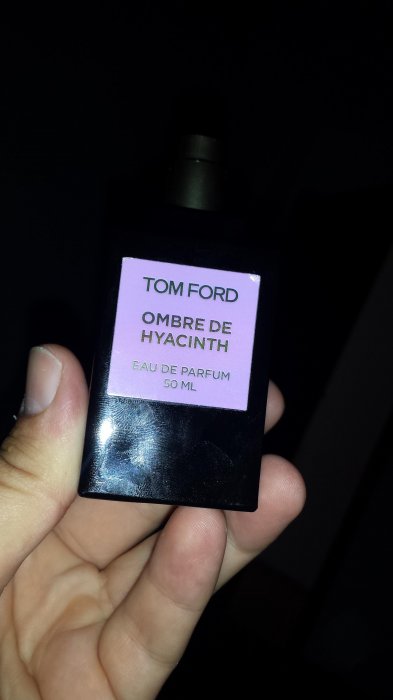 TOM FORD
OMBRE DE
HYACINTH
EAU DE PARFUM
50 ML